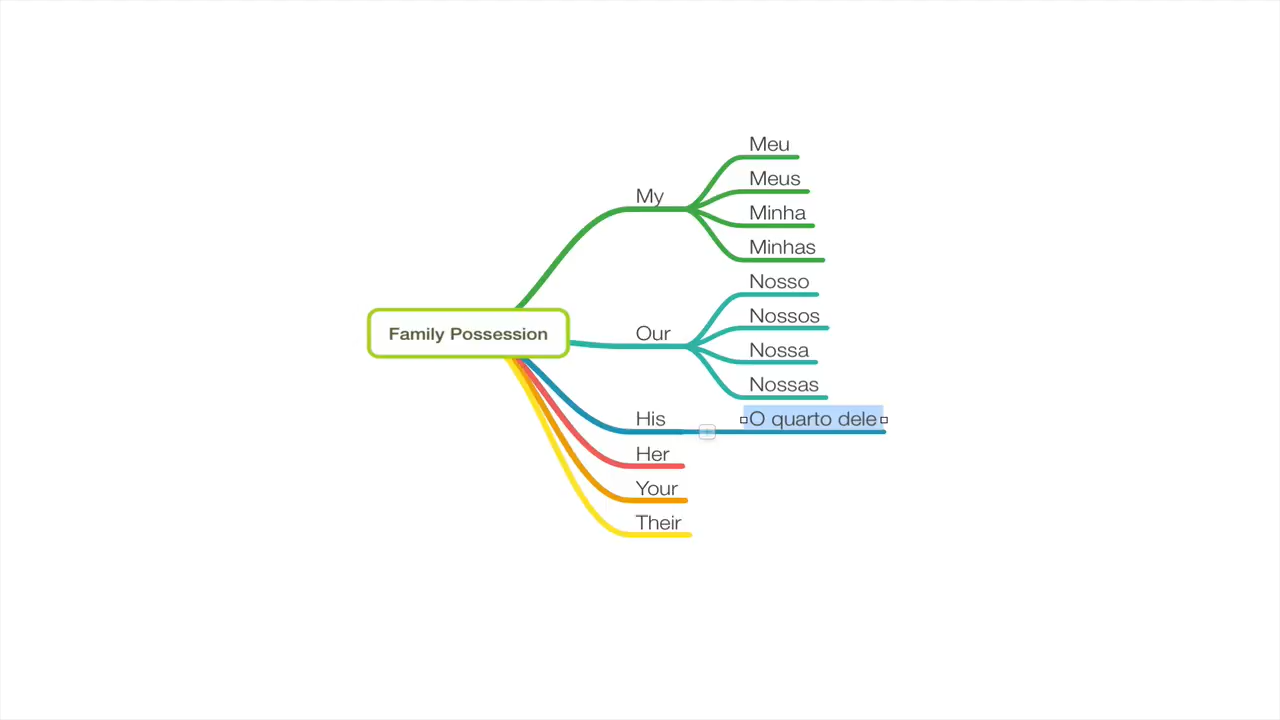 Family Possession
My
Meu
Meus
Minha
Minhas
Our
Nosso
Nossos
Nossa
Nossas
His
O quarto dele
Her
Your
Their